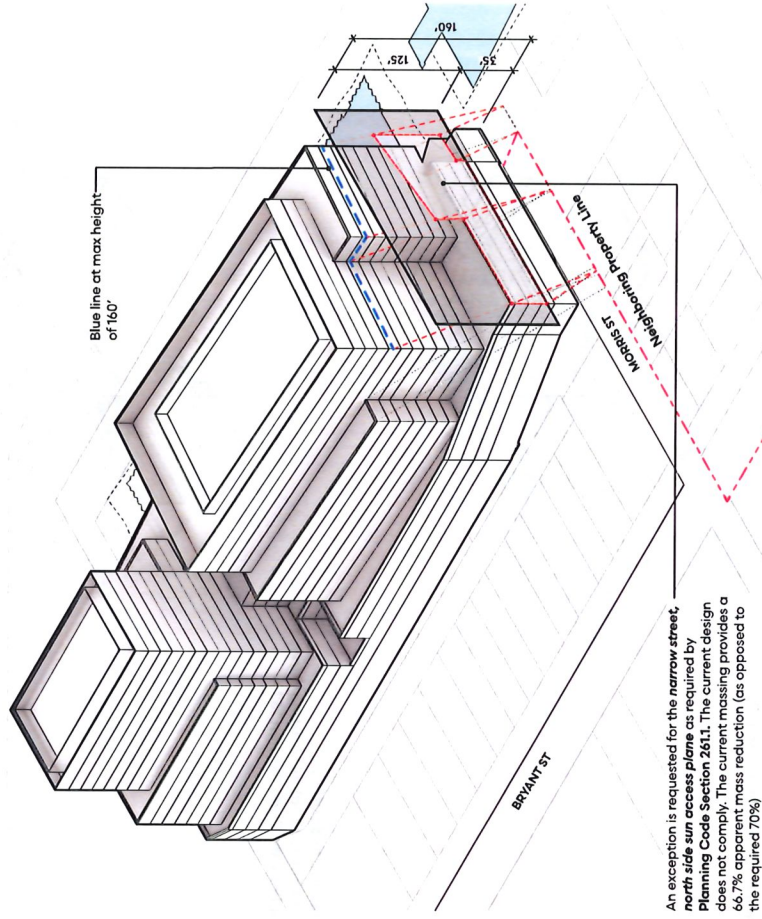 Blue line at max height
of 160'
160'
125'
35'
Neighboring Property Line
MORRIS ST
BRYANT ST
An exception is requested for the narrow street,
north side sun access plane as required by
Planning Code Section 261.1. The current design
does not comply. The current massing provides a
66.7% apparent mass reduction (as opposed to
the required 70%)